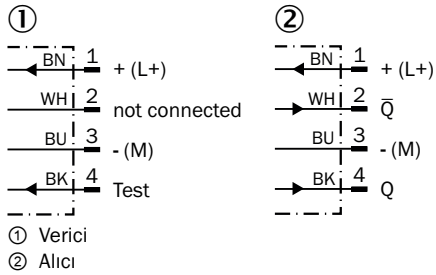 ①
BN 1 + (L+)
WH 2 not connected
BU 3 - (M)
BK 4 Test
②
BN 1 + (L+)
WH 2 Q̅
BU 3 - (M)
BK 4 Q
① Verici
② Alıcı